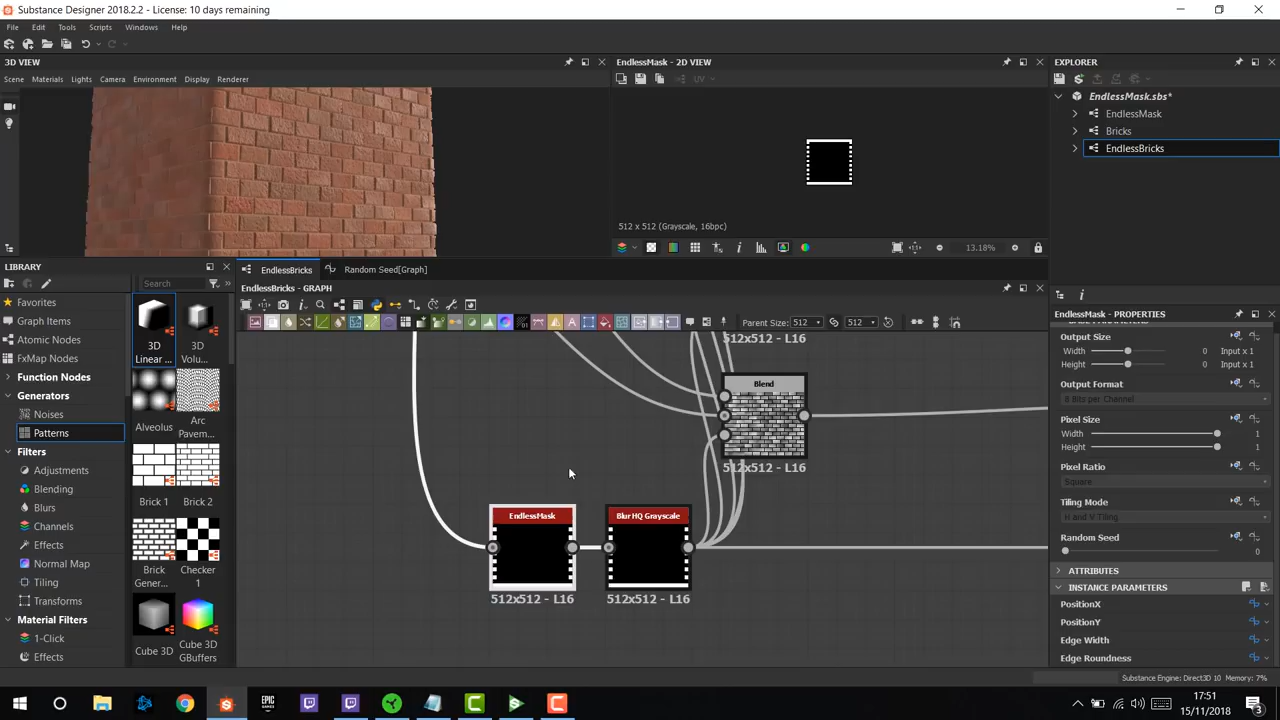 Substance Designer 2018.2.2 - License: 10 days remaining
File Edit Tools Scripts Windows Help
3D VIEW
Scene Materials Lights Camera Environment Display Renderer
EndlessMask - 2D VIEW
UV
512 x 512 (Grayscale, 16bpc)
13.18%
EXPLORER
EndlessMask.sbs*
EndlessMask
Bricks
EndlessBricks
LIBRARY
Search
Favorites
Graph Items
Atomic Nodes
FxMap Nodes
Function Nodes
Generators
Noises
Patterns
Filters
Adjustments
Blending
Blurs
Channels
Effects
Normal Map
Tiling
Transforms
Material Filters
1-Click
Effects
3D
Linear ...
3D
Volu...
Alveolus
Arc
Pavem...
Brick 1
Brick 2
Brick
Gener...
Checker
1
Cube 3D
Cube 3D
GBuffers
EndlessBricks
Random Seed[Graph]
EndlessBricks - GRAPH
Parent Size: 512 512
512x512 - L16
Blend
512x512 - L16
EndlessMask
512x512 - L16
Blur HQ Grayscale
512x512 - L16
EndlessMask - PROPERTIES
Output Size
Width 0 Input x 1
Height 0 Input x 1
Output Format
8 Bits per Channel
Pixel Size
Width 1
Height 1
Pixel Ratio
Square
Tiling Mode
H and V Tiling
Random Seed
0
ATTRIBUTES
INSTANCE PARAMETERS
PositionX
PositionY
Edge Width
Edge Roundness
Substance Engine: Direct3D 10 Memory: 7%
EPIC
GAMES
17:51
15/11/2018
3